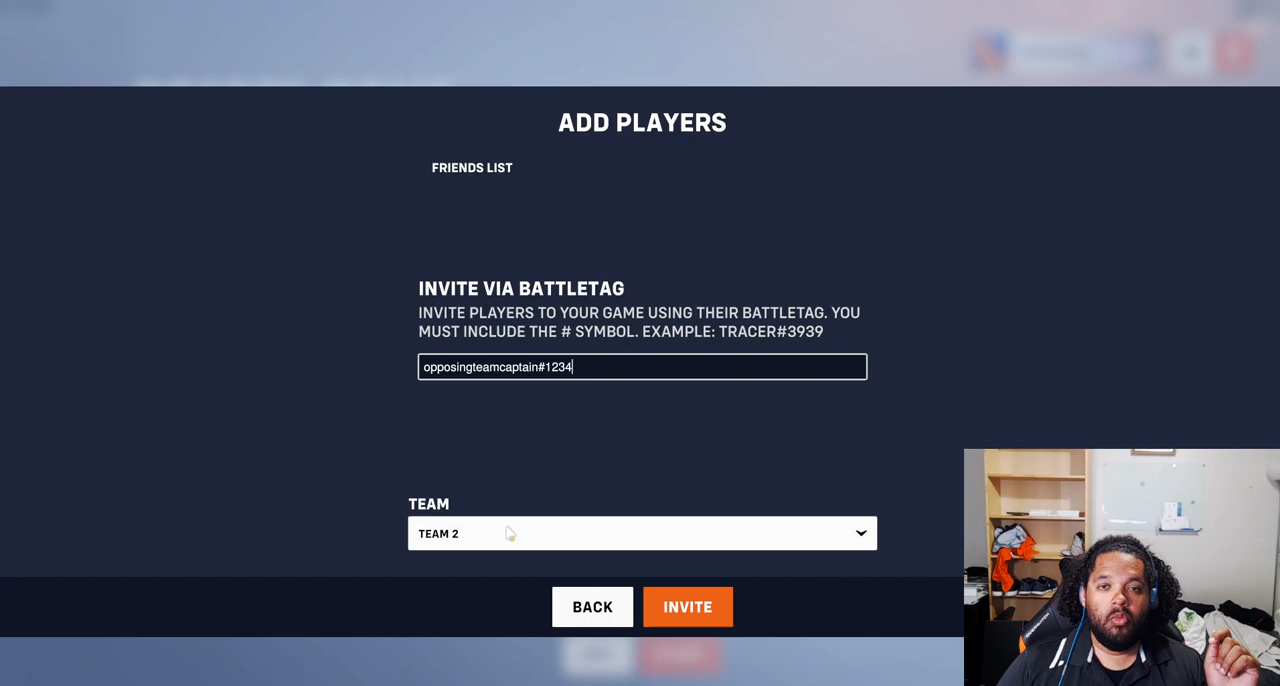 ADD PLAYERS
FRIENDS LIST
INVITE VIA BATTLETAG
INVITE PLAYERS TO YOUR GAME USING THEIR BATTLETAG. YOU
MUST INCLUDE THE # SYMBOL. EXAMPLE: TRACER#3939
opposingteamcaptain#1234
TEAM
TEAM 2
BACK
INVITE